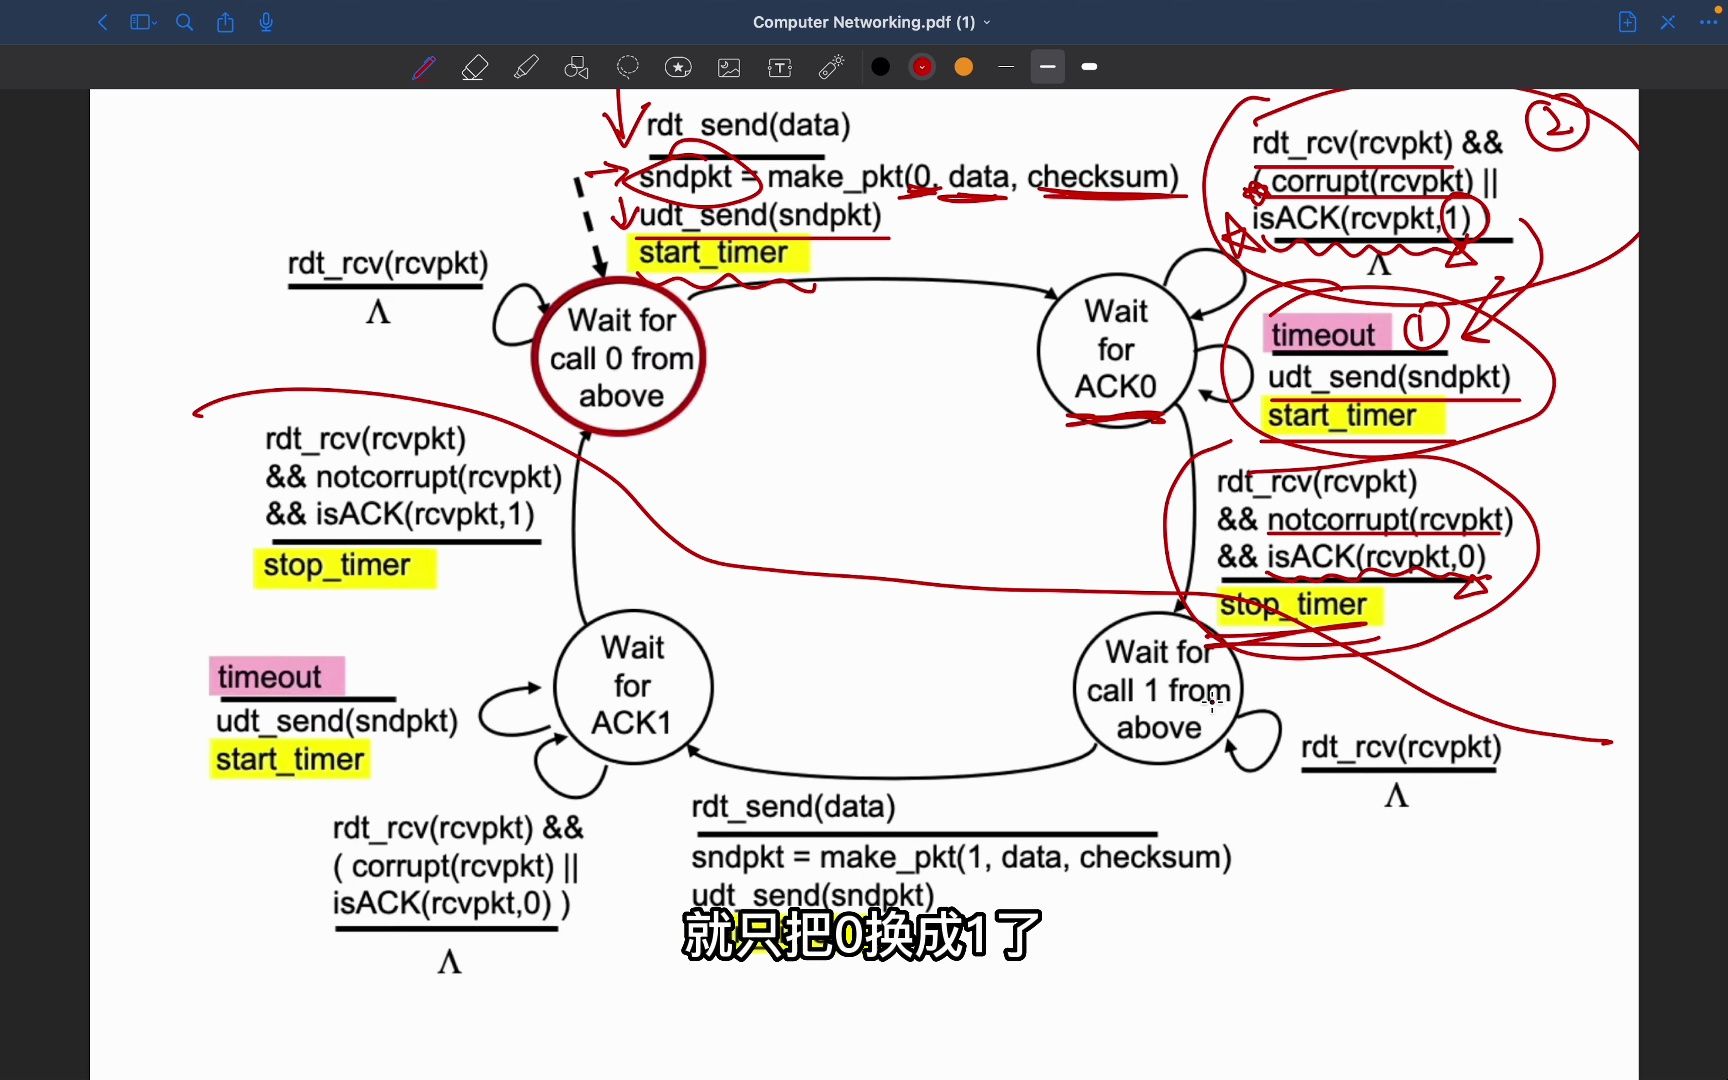 Computer Networking.pdf (1)
rdt_send(data)
sndpkt = make_pkt(0, data, checksum)
udt_send(sndpkt)
start_timer
rdt_rcv(rcvpkt) &&
( corrupt(rcvpkt) ||
isACK(rcvpkt,1) )
Λ
2
rdt_rcv(rcvpkt)
Λ
Wait for
call 0 from
above
Wait
for
ACK0
timeout
1
udt_send(sndpkt)
start_timer
rdt_rcv(rcvpkt)
&& notcorrupt(rcvpkt)
&& isACK(rcvpkt,1)
stop_timer
rdt_rcv(rcvpkt)
&& notcorrupt(rcvpkt)
&& isACK(rcvpkt,0)
stop_timer
timeout
udt_send(sndpkt)
start_timer
Wait
for
ACK1
Wait for
call 1 from
above
rdt_rcv(rcvpkt)
Λ
rdt_rcv(rcvpkt) &&
( corrupt(rcvpkt) ||
isACK(rcvpkt,0) )
Λ
rdt_send(data)
sndpkt = make_pkt(1, data, checksum)
udt_send(sndpkt)
就只把0换成1了